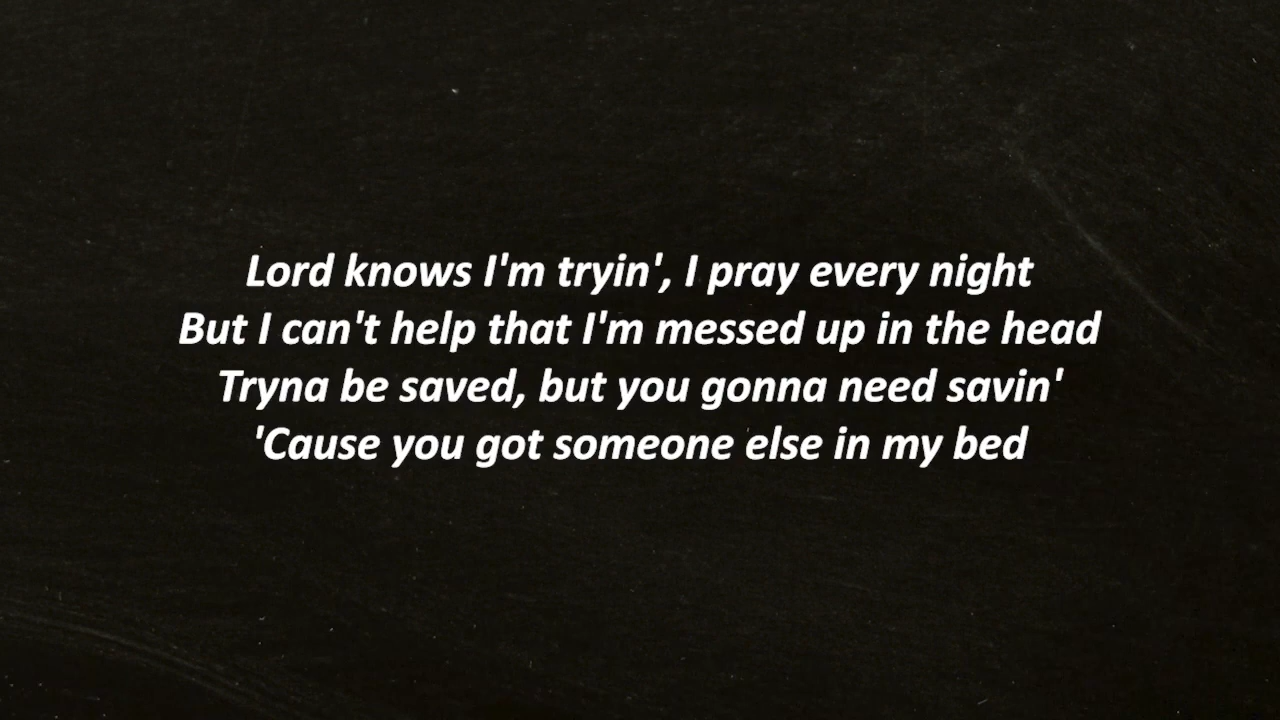 Lord knows I'm tryin', I pray every night
But I can't help that I'm messed up in the head
Tryna be saved, but you gonna need savin'
'Cause you got someone else in my bed